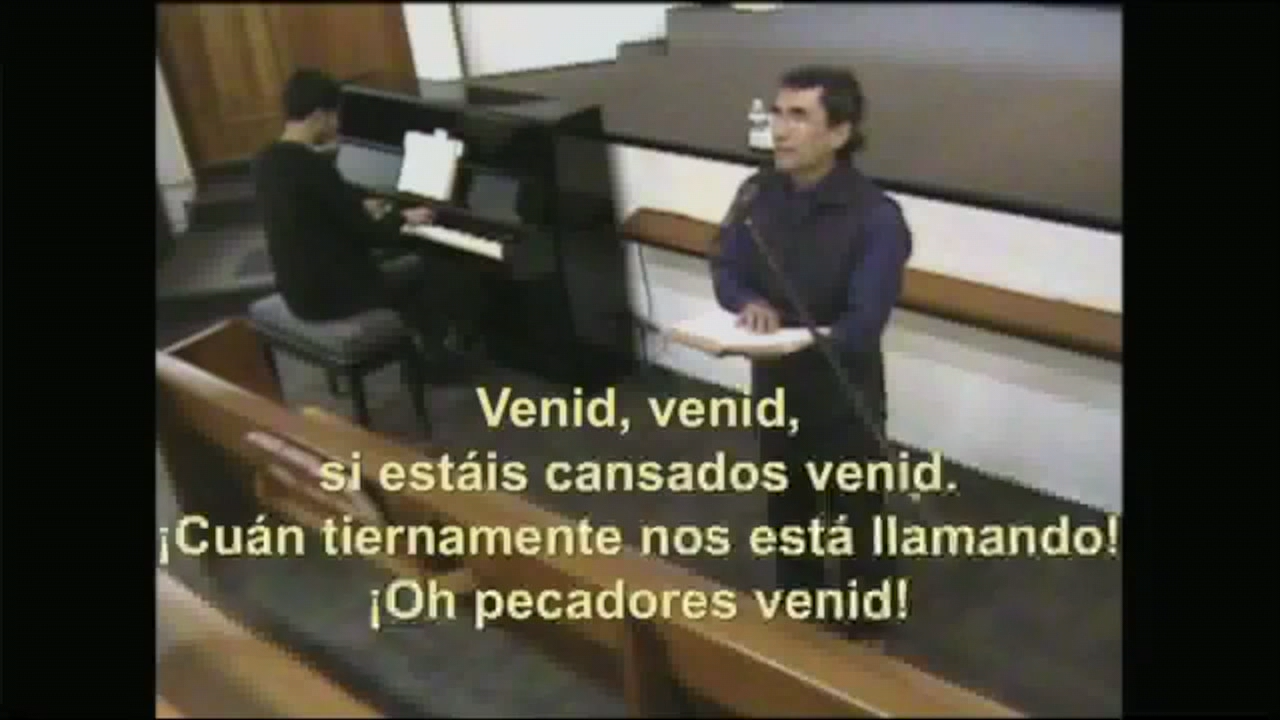 Venid, venid,
si estáis cansados venid.
¡Cuán tiernamente nos está llamando!
¡Oh pecadores venid!